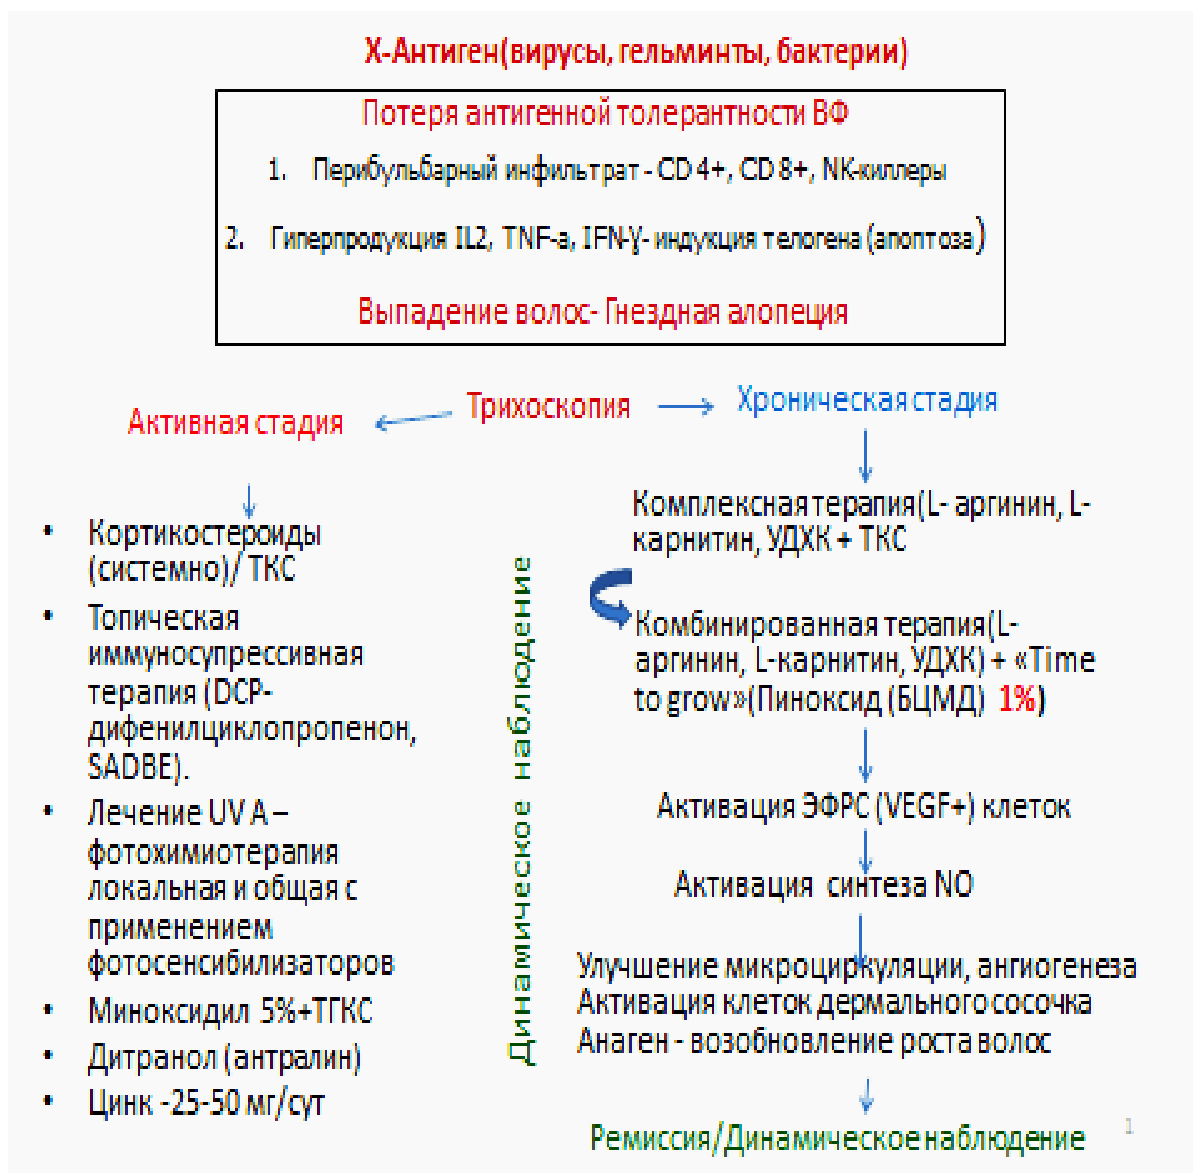 Х-Антиген(вирусы, гельминты, бактерии)
Потеря антигенной толерантности ВФ
1. Перибульбарный инфильтрат - CD 4+, CD 8+, NK-киллеры
2. Гиперпродукция IL2, TNF-a, IFN-Ɣ- индукция телогена (апоптоза)
Выпадение волос- Гнездная алопеция
Трихоскопия
Активная стадия
• Кортикостероиды
(системно)/ ТКС
• Топическая
иммуносупрессивная
терапия (DCP-
дифенилциклопропенон,
SADBE).
• Лечение UV A –
фотохимиотерапия
локальная и общая с
применением
фотосенсибилизаторов
• Миноксидил 5%+ТГКС
• Дитранол (антралин)
• Цинк -25-50 мг/сут
Динамическое наблюдение
Хроническая стадия
Комплексная терапия(L- аргинин, L-
карнитин, УДХК + ТКС
Комбинированная терапия(L-
аргинин, L-карнитин, УДХК) + «Time
to grow»(Пиноксид (БЦМД) 1%)
Активация ЭФРС (VEGF+) клеток
Активация синтеза NO
Улучшение микроциркуляции, ангиогенеза
Активация клеток дермального сосочка
Анаген - возобновление роста волос
Ремиссия/Динамическое наблюдение
1